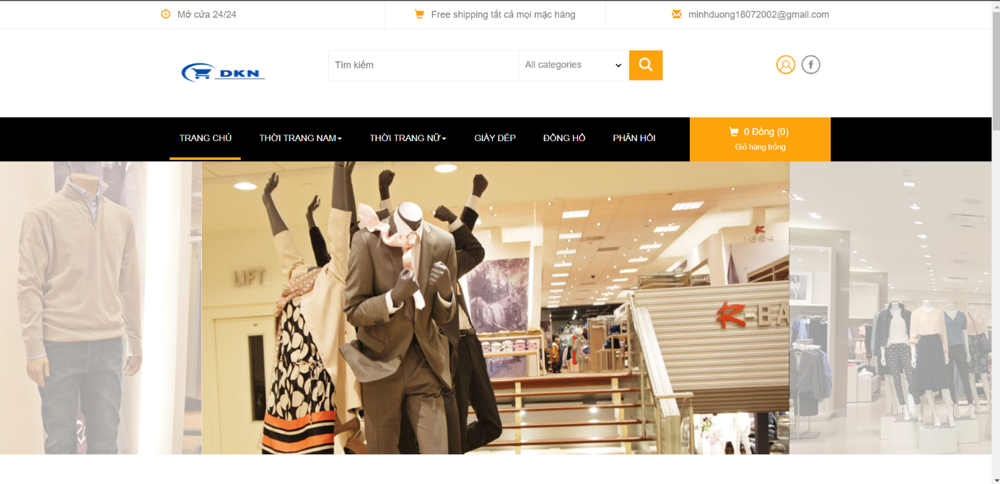 Mở cửa 24/24
Free shipping tất cả mọi mặc hàng
minhduong18072002@gmail.com
DKN
Tìm kiếm
All categories
TRANG CHỦ
THỜI TRANG NAM
THỜI TRANG NỮ
GIÀY DÉP
ĐỒNG HỒ
PHẢN HỒI
0 Đồng (0)
Giỏ hàng trống
LIFT
K-BA